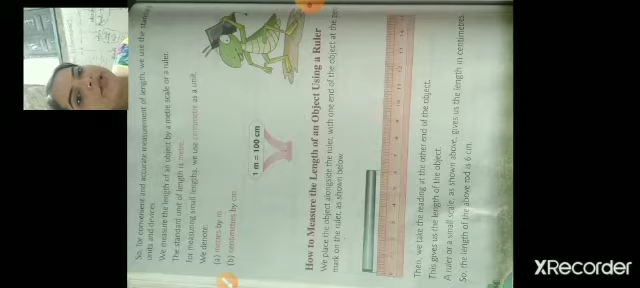 So, for convenient and accurate measurement of length, we use the standard
units and devices.
We measure the length of an object by a metre scale or a ruler.
The standard unit of length is metre.
For measuring small lengths, we use centimetre as a unit.
We denote:
(a) metres by m
(b) centimetres by cm
1 m = 100 cm
How to Measure the Length of an Object Using a Ruler
We place the object alongside the ruler, with one end of the object at the zero
mark on the ruler, as shown below.
Then, we take the reading at the other end of the object.
This gives us the length of the object.
A ruler or a small scale, as shown above, gives us the length in centimetres.
So, the length of the above rod is 6 cm.
XRecorder